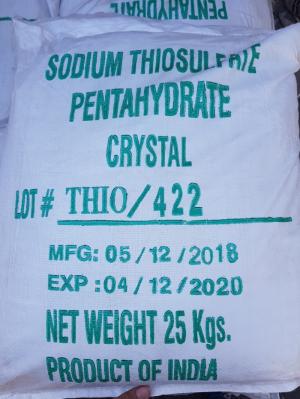 PENTAHYDRATE
SODIUM THIOSULFATE
PENTAHYDRATE
CRYSTAL
LOT # THIO/422
MFG: 05/12/2018
EXP :04/12/2020
NET WEIGHT 25 Kgs.
PRODUCT OF INDIA